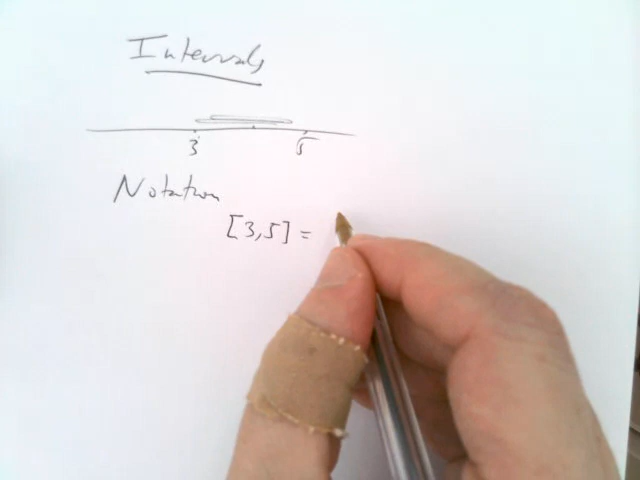 Intervals
3 5
Notation
[3,5] =